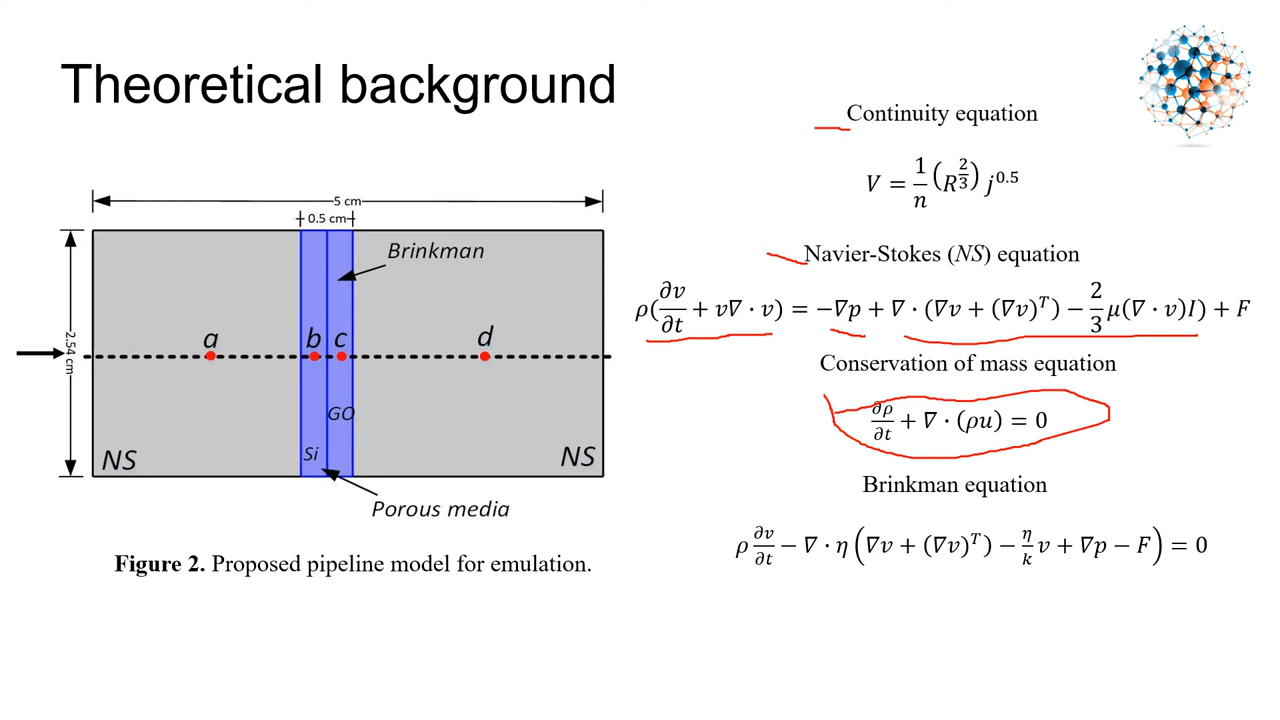 Theoretical background
5 cm
0.5 cm
Brinkman
2.54 cm
a
b
c
d
GO
Si
NS
NS
Porous media
Figure 2. Proposed pipeline model for emulation.
Continuity equation
V = 1/n (R^(2/3)) j^0.5
Navier-Stokes (NS) equation
ρ(∂v/∂t + v∇ · v) = −∇p + ∇ · (∇v + (∇v)^T) − 2/3 μ(∇ · v)I) + F
Conservation of mass equation
∂ρ/∂t + ∇ · (ρu) = 0
Brinkman equation
ρ ∂v/∂t − ∇ · η (∇v + (∇v)^T) − η/k v + ∇p − F) = 0